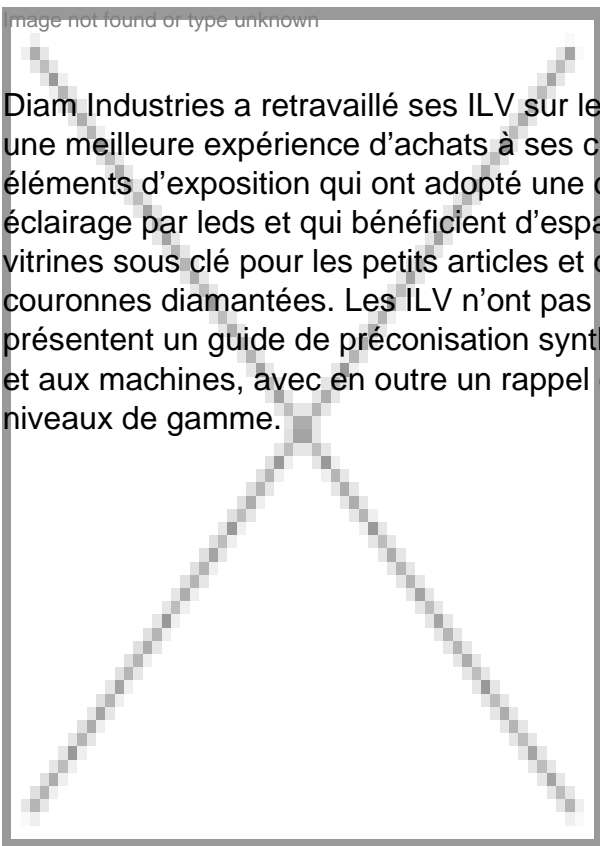 Image not found or type unknown
Diam Industries a retravaillé ses ILV sur le
une meilleure expérience d'achats à ses c
éléments d'exposition qui ont adopté une
éclairage par leds et qui bénéficient d'espa
vitrines sous clé pour les petits articles et
couronnes diamantées. Les ILV n'ont pas
présentent un guide de préconisation synt
et aux machines, avec en outre un rappel
niveaux de gamme.